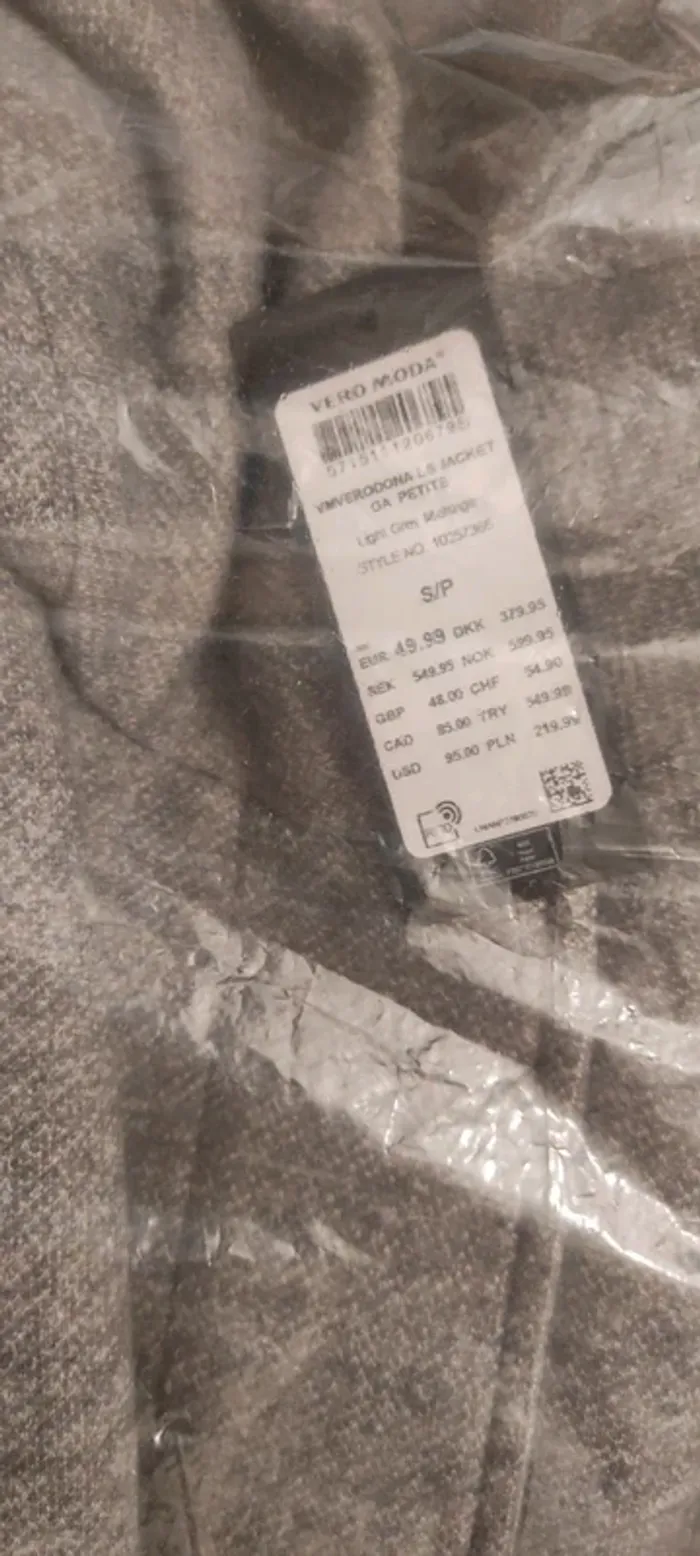 VERO MODA®
VMVERODONA LS JACKET
GA PETITE
Light Grey Melange
STYLE NO. 10257366
S/P
EUR 49.99 DKK 379.95
SEK 549.95 NOK 599.95
GBP 48.00 CHF 54.90
CAD 85.00 TRY 549.99
USD 95.00 PLN 219.99